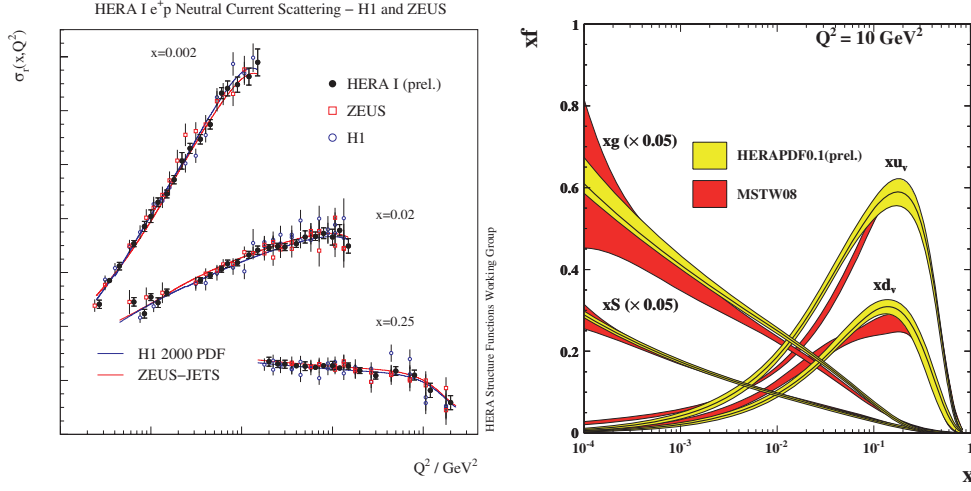 HERA I e⁺p Neutral Current Scattering – H1 and ZEUS
σᵣ(x,Q²)
x=0.002
HERA I (prel.)
ZEUS
H1
x=0.02
x=0.25
H1 2000 PDF
ZEUS–JETS
Q² / GeV²
HERA Structure Functions Working Group
xf
Q² = 10 GeV²
1
0.8
0.6
0.4
0.2
0
xg (× 0.05)
HERAPDF0.1(prel.)
MSTW08
xuᵥ
xdᵥ
xS (× 0.05)
10⁻⁴
10⁻³
10⁻²
10⁻¹
1
x